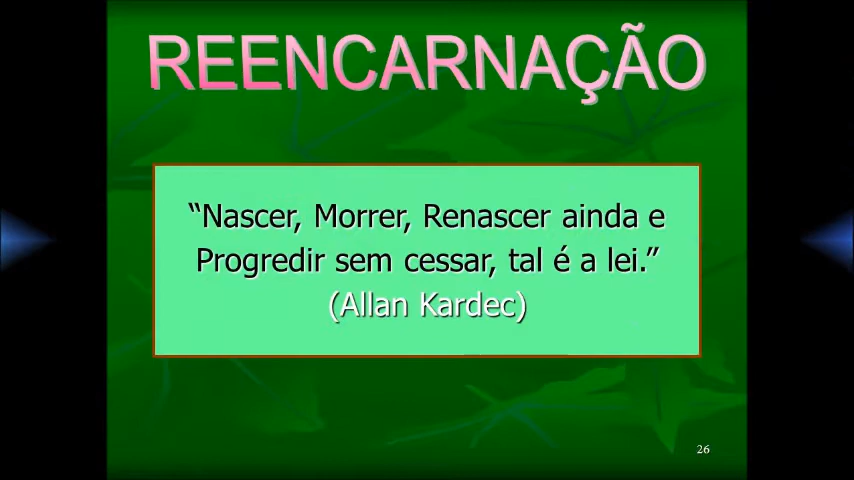 REENCARNAÇÃO
“Nascer, Morrer, Renascer ainda e
Progredir sem cessar, tal é a lei.”
(Allan Kardec)
26